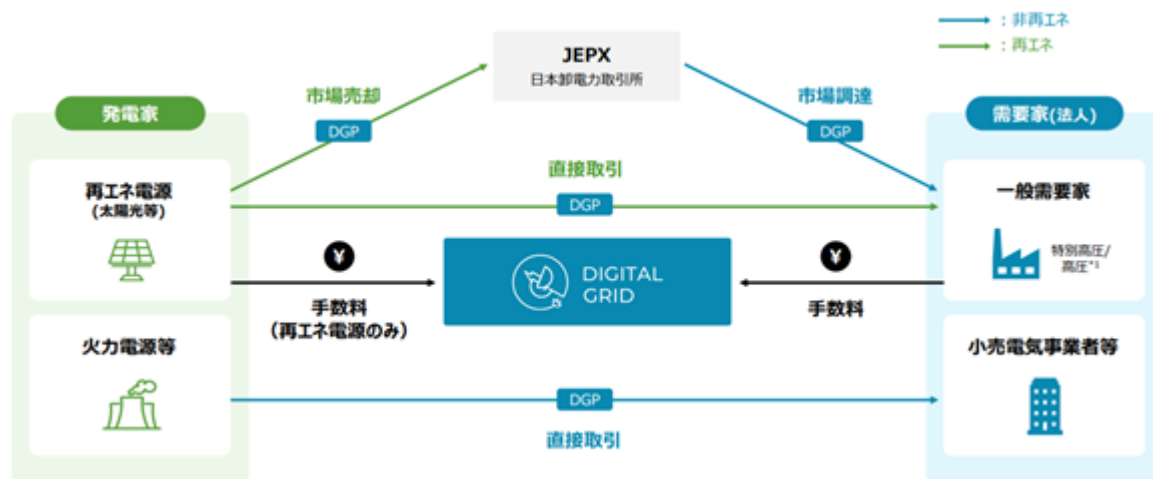 ：非再エネ
：再エネ
JEPX
日本卸電力取引所
市場売却
DGP
市場調達
DGP
発電家
需要家(法人)
再エネ電源
(太陽光等)
直接取引
DGP
一般需要家
特別高圧/
高圧*1
¥
手数料
（再エネ電源のみ）
DIGITAL
GRID
¥
手数料
火力電源等
小売電気事業者等
DGP
直接取引